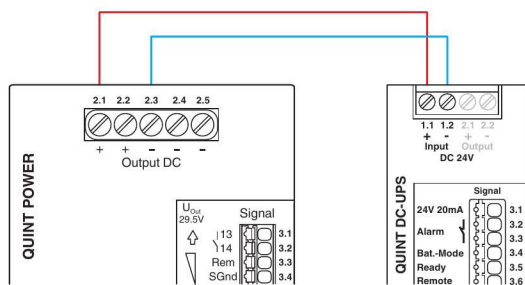 2.1 2.2 2.3 2.4 2.5
+ + - - -
Output DC
QUINT POWER
UOut
29.5V
Signal
13
14
Rem
SGnd
3.1
3.2
3.3
3.4
1.1 1.2 2.1 2.2
+ - + -
Input Output
DC 24V
QUINT DC-UPS
Signal
24V 20mA 3.1
Alarm 3.2
3.3
Bat.-Mode 3.4
Ready 3.5
Remote 3.6